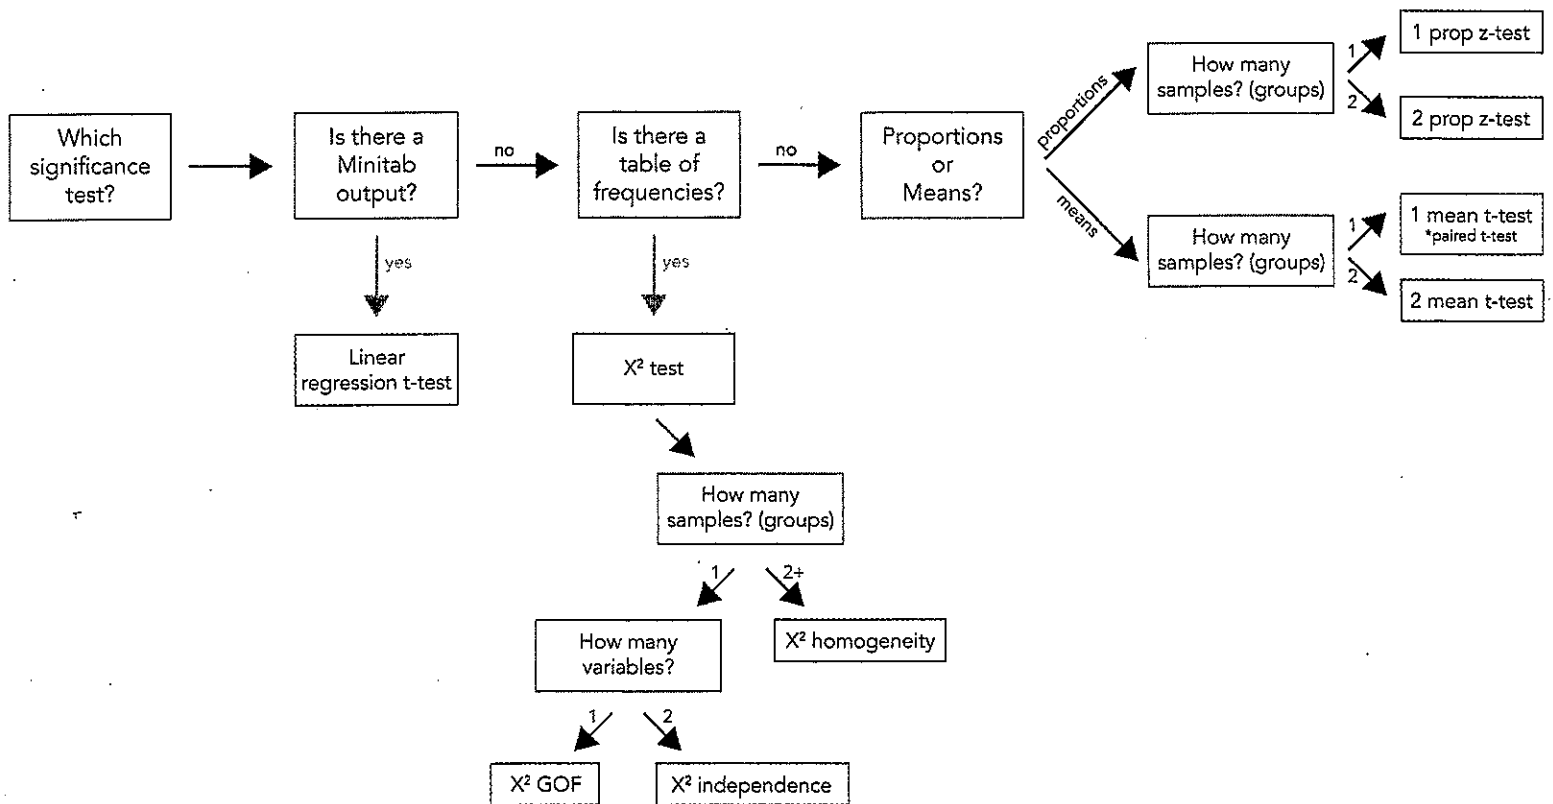 Which
significance
test?
Is there a
Minitab
output?
no
yes
Linear
regression t-test
Is there a
table of
frequencies?
no
yes
X² test
How many
samples? (groups)
1
2+
X² homogeneity
How many
variables?
1
2
X² GOF
X² independence
Proportions
or
Means?
proportions
How many
samples? (groups)
1
1 prop z-test
2
2 prop z-test
means
How many
samples? (groups)
1
1 mean t-test
*paired t-test
2
2 mean t-test